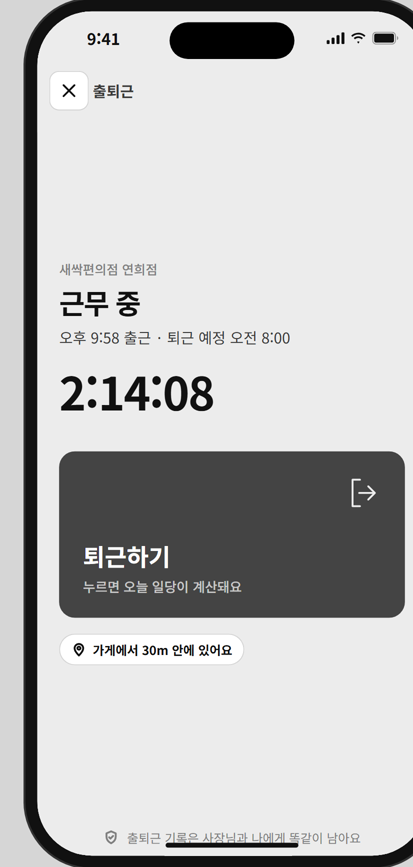 9:41
출퇴근
새싹편의점 연희점
근무 중
오후 9:58 출근 · 퇴근 예정 오전 8:00
2:14:08
퇴근하기
누르면 오늘 일당이 계산돼요
가게에서 30m 안에 있어요
출퇴근 기록은 사장님과 나에게 똑같이 남아요